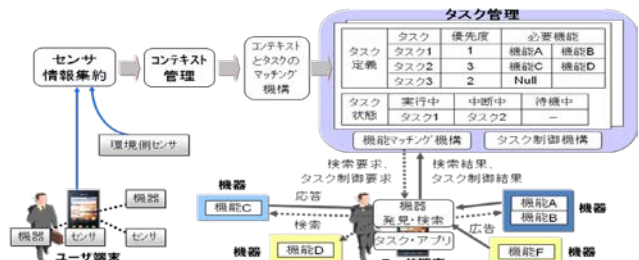 タスク管理
タスク 優先度 必要機能
タスク定義
タスク1 1 機能A 機能B
タスク2 3 機能C 機能D
タスク3 2 Null
タスク状態
実行中 中断中 待機中
タスク1 タスク2 －
機能マッチング機構 タスク制御機構
センサ
情報集約
コンテキスト
管理
コンテキスト
とタスクの
マッチング
機構
環境側センサ
検索要求、
タスク制御要求
検索結果、
タスク制御結果
機器
機器
センサ
センサ
ユーザ端末
機器
機能C
応答
検索
機器
機能D
機器
発見・検索
タスク・アプリ
広告
機能A
機能B
機器
機能F
機器